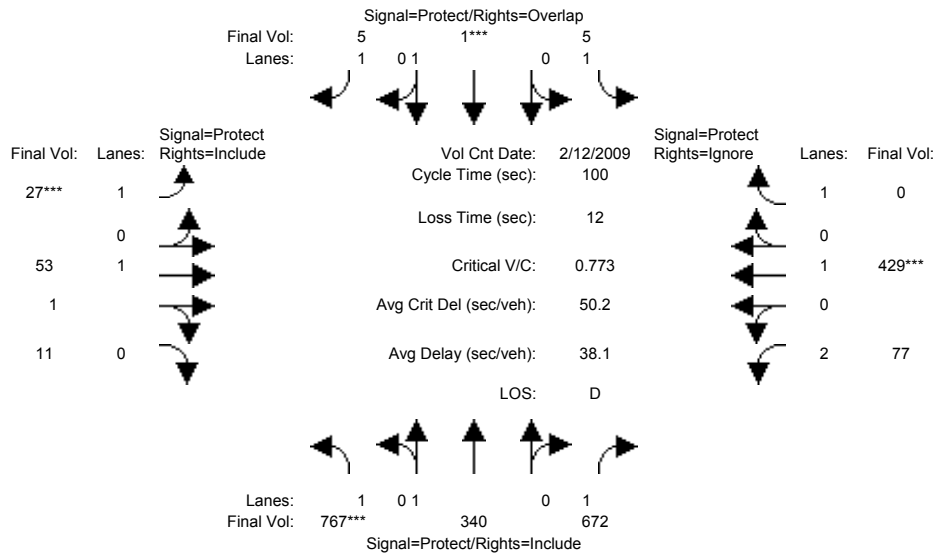 Signal=Protect/Rights=Overlap
Final Vol: 5 1*** 5
Lanes: 1 0 1 0 1
Signal=Protect
Rights=Include
Final Vol: Lanes:
Vol Cnt Date: 2/12/2009
Signal=Protect
Rights=Ignore
Lanes: Final Vol:
Cycle Time (sec): 100
27*** 1
1 0
Loss Time (sec): 12
0
0
53 1
Critical V/C: 0.773
1 429***
1
Avg Crit Del (sec/veh): 50.2
0
11 0
Avg Delay (sec/veh): 38.1
2 77
LOS: D
Lanes: 1 0 1 0 1
Final Vol: 767*** 340 672
Signal=Protect/Rights=Include